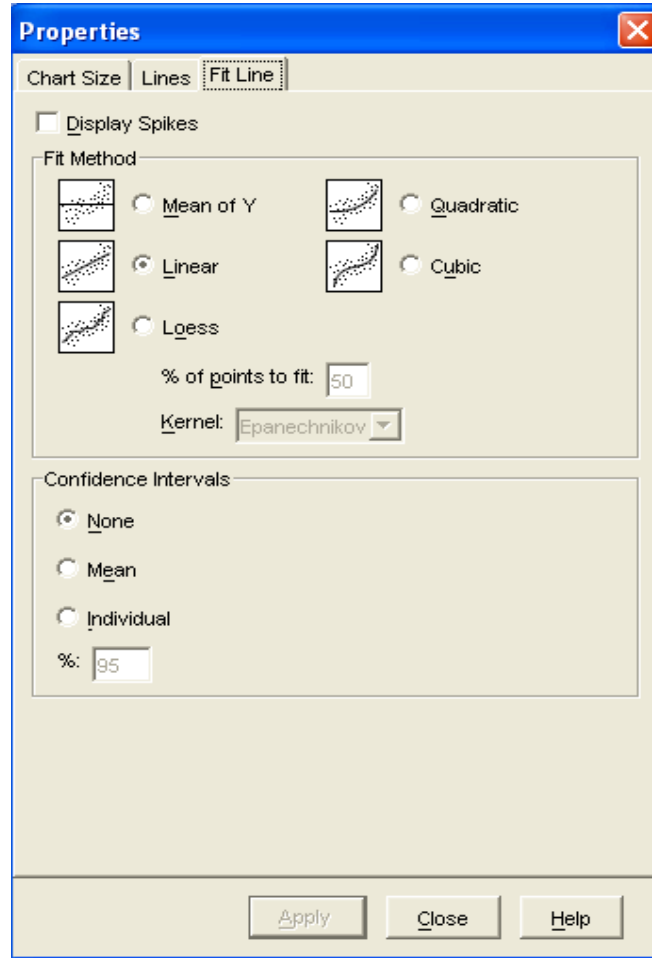 Properties
Chart Size Lines Fit Line
Display Spikes
Fit Method
Mean of Y Quadratic
Linear Cubic
Loess
% of points to fit: 50
Kernel: Epanechnikov
Confidence Intervals
None
Mean
Individual
%: 95
Apply Close Help